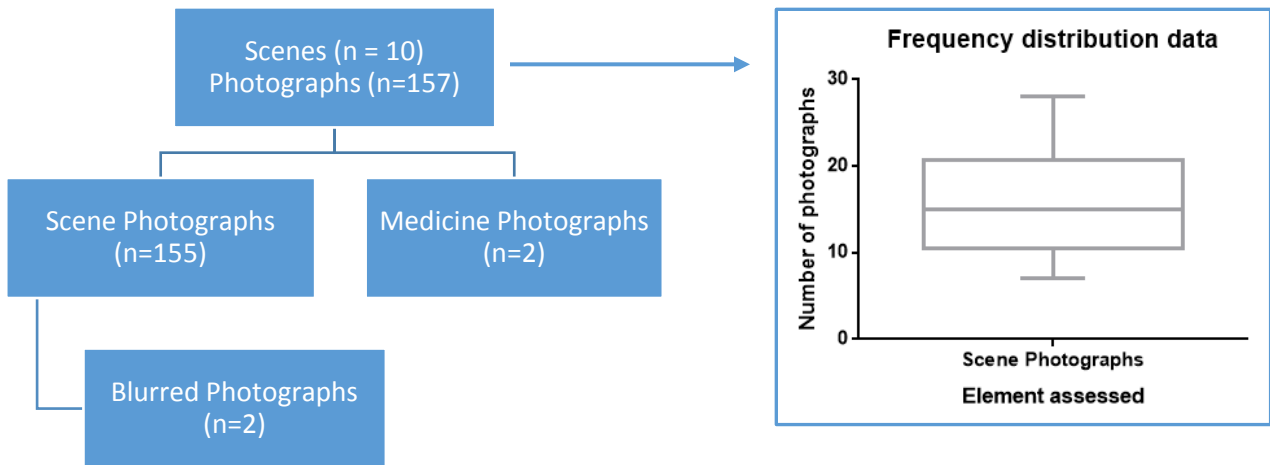 Scenes (n = 10)
Photographs (n=157)
Scene Photographs
(n=155)
Medicine Photographs
(n=2)
Blurred Photographs
(n=2)
Frequency distribution data
Number of photographs
30
20
10
0
Scene Photographs
Element assessed